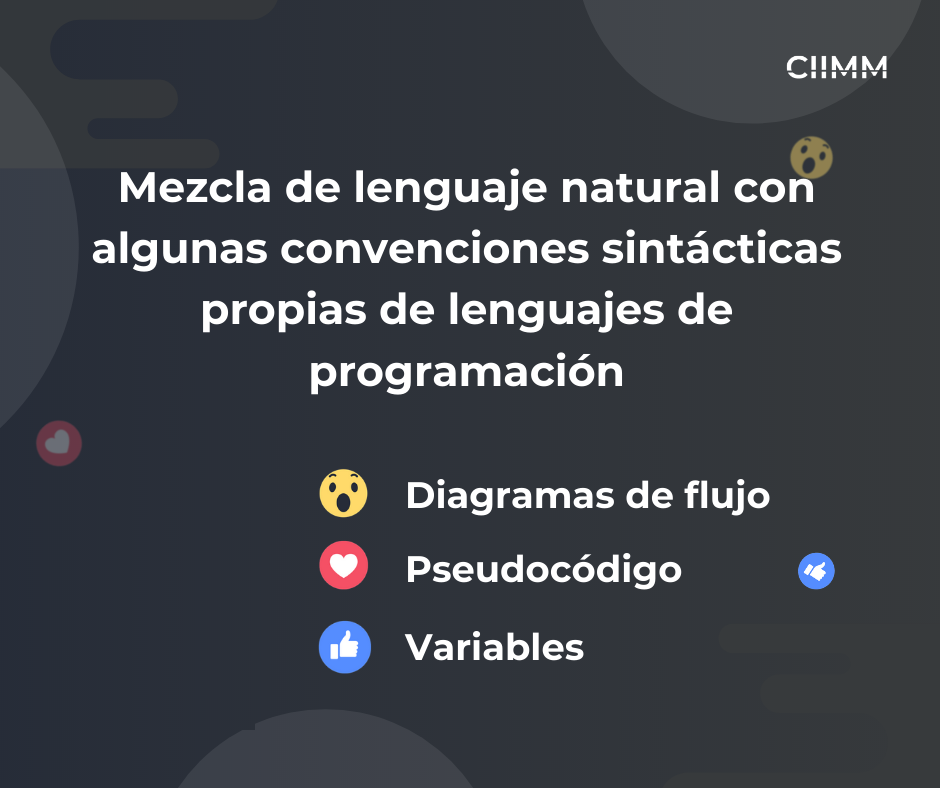 CIIMM
Mezcla de lenguaje natural con
algunas convenciones sintácticas
propias de lenguajes de
programación
Diagramas de flujo
Pseudocódigo
Variables